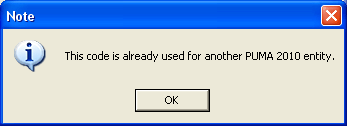 Note
This code is already used for another PUMA 2010 entity.
OK